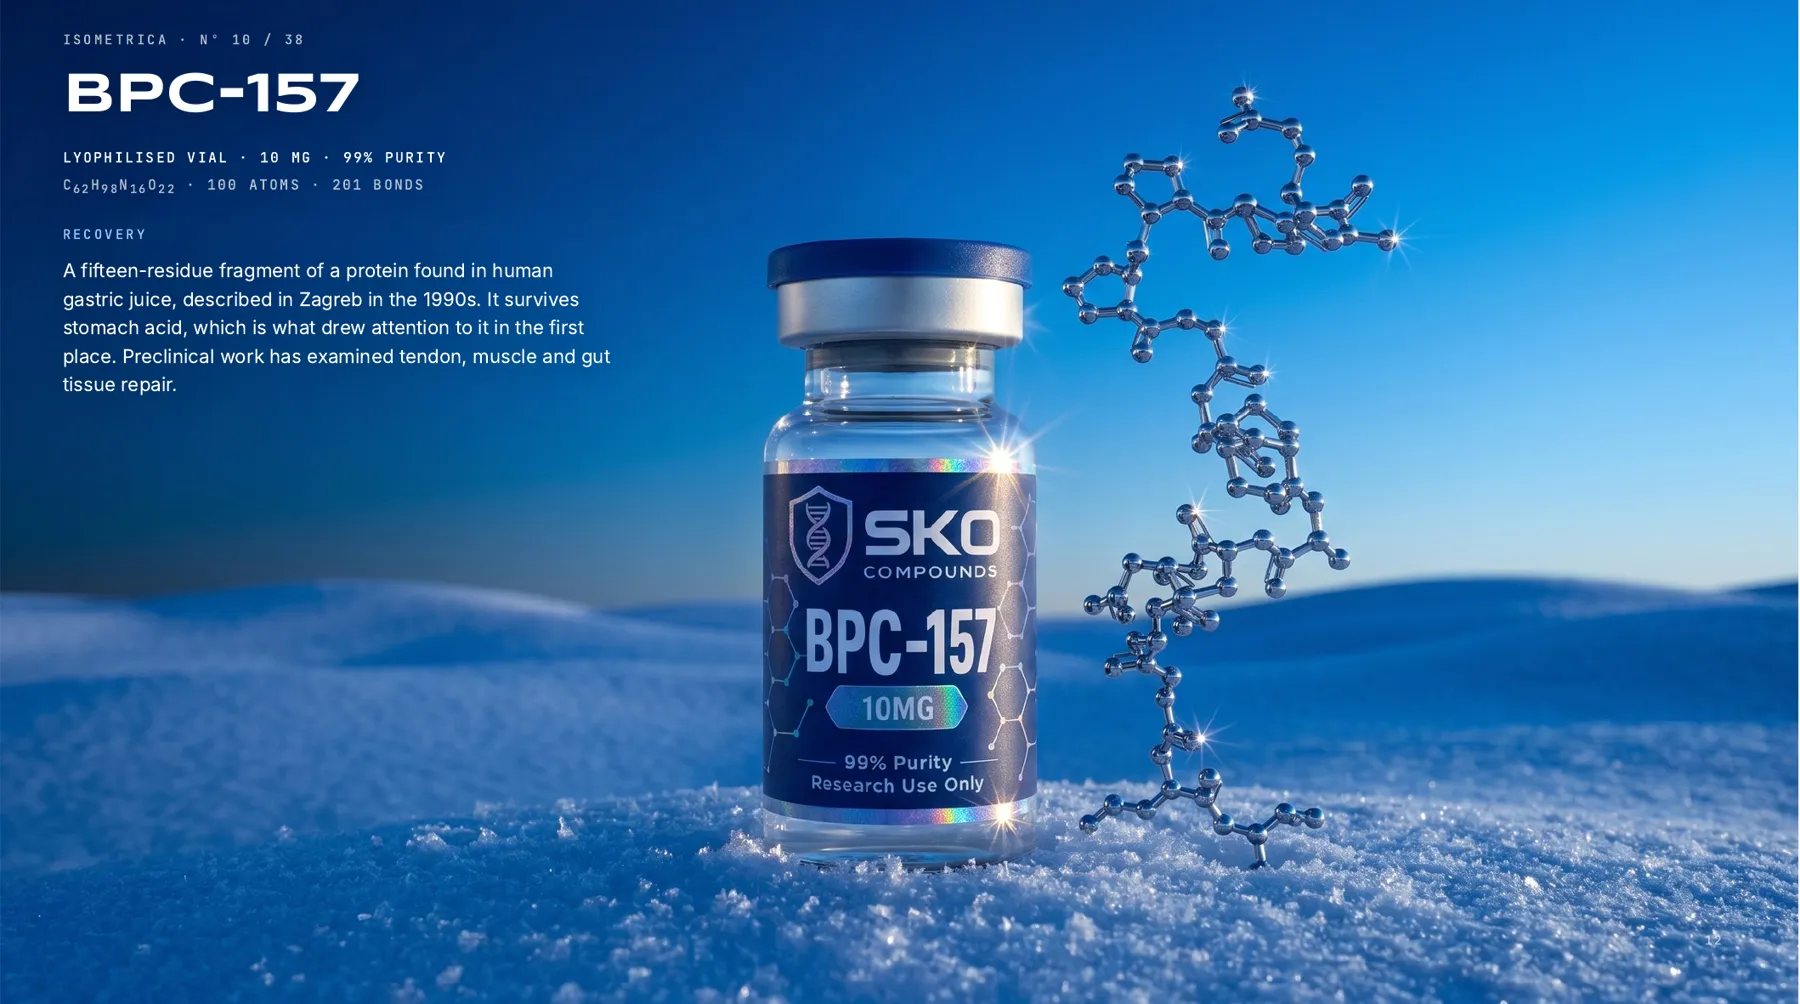 ISOMETRICA · N° 10 / 38
BPC-157
LYOPHILISED VIAL · 10 MG · 99% PURITY
C₆₂H₉₈N₁₆O₂₂ · 100 ATOMS · 201 BONDS
RECOVERY
A fifteen-residue fragment of a protein found in human
gastric juice, described in Zagreb in the 1990s. It survives
stomach acid, which is what drew attention to it in the first
place. Preclinical work has examined tendon, muscle and gut
tissue repair.
SKO
COMPOUNDS
BPC-157
10MG
99% Purity
Research Use Only
12